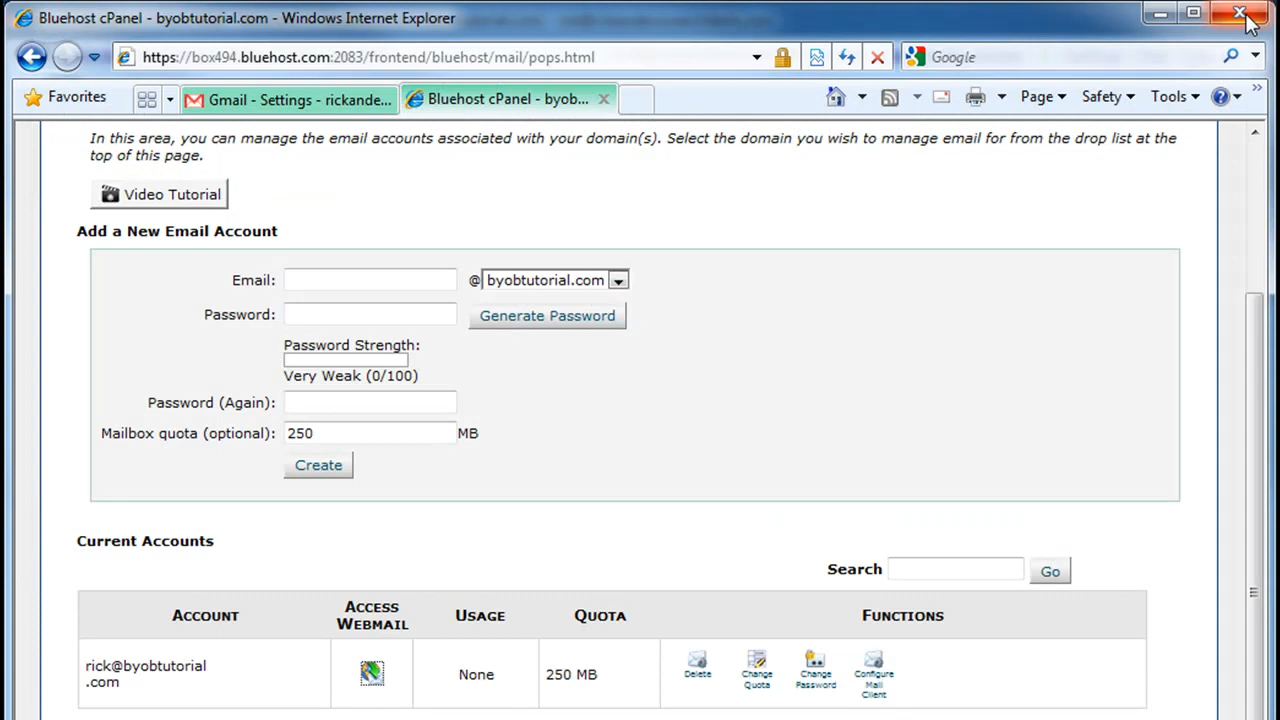 Bluehost cPanel - byobtutorial.com - Windows Internet Explorer
https://box494.bluehost.com:2083/frontend/bluehost/mail/pops.html
Google
Favorites
Gmail - Settings - rickande...
Bluehost cPanel - byob...
Page
Safety
Tools
In this area, you can manage the email accounts associated with your domain(s). Select the domain you wish to manage email for from the drop list at the
top of this page.
Video Tutorial
Add a New Email Account
Email:
@ byobtutorial.com
Password:
Generate Password
Password Strength:
Very Weak (0/100)
Password (Again):
Mailbox quota (optional):
250
MB
Create
Current Accounts
Search
Go
ACCOUNT
ACCESS
WEBMAIL
USAGE
QUOTA
FUNCTIONS
rick@byobtutorial
.com
None
250 MB
Delete
Change
Quota
Change
Password
Configure
Mail
Client